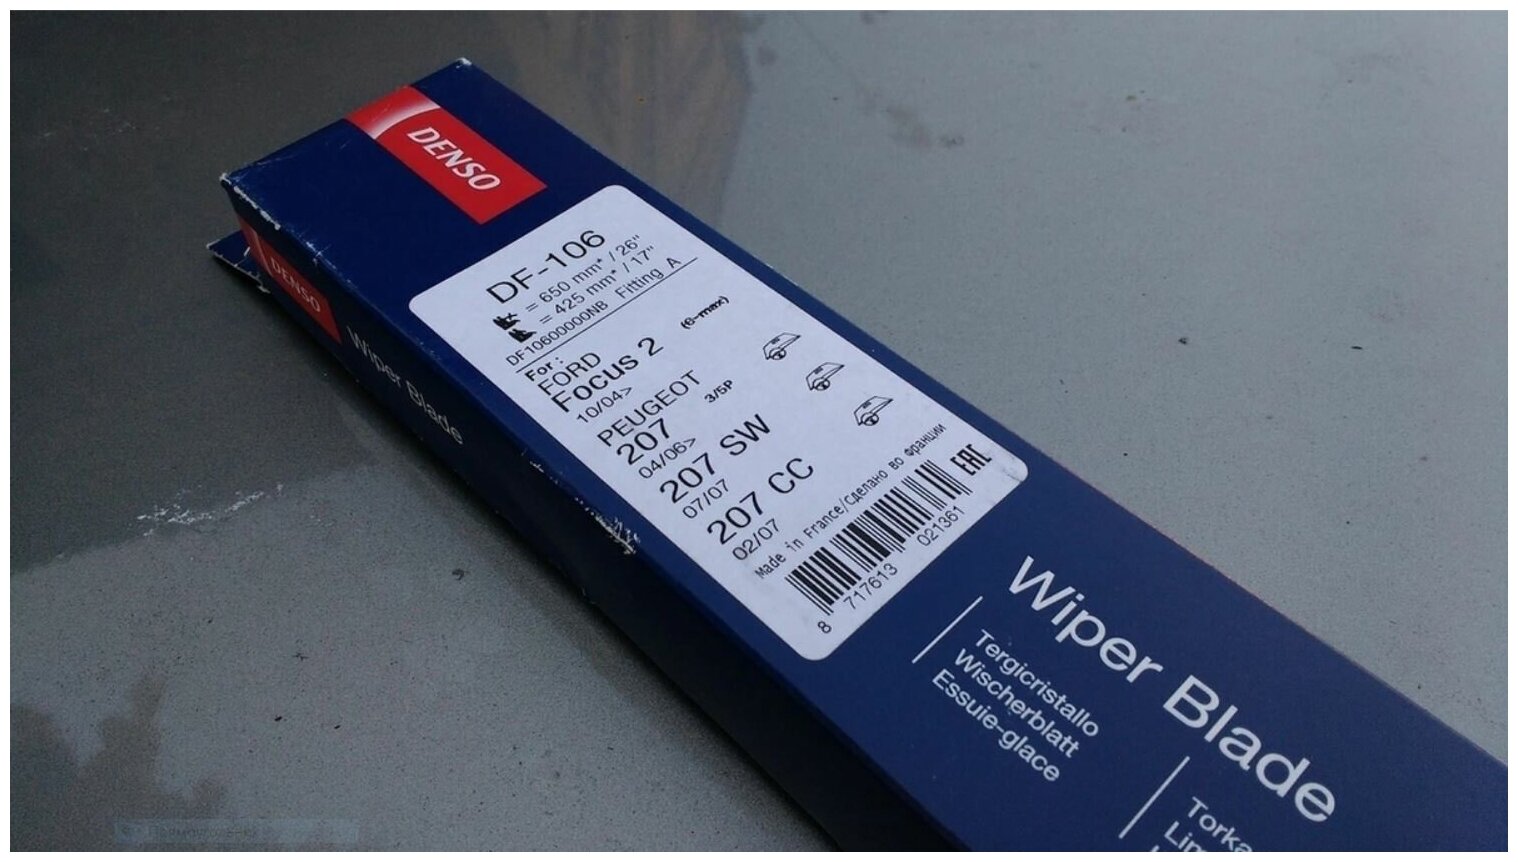 DENSO
DF-106
= 650 mm* / 26"
= 425 mm* / 17"
DF10600000NB Fitting A
For:
FORD
Focus 2 (C-max)
10/04>
PEUGEOT
207 3/5P
04/06>
207 SW
07/07
207 CC
02/07
Made in France/Сделано во франции
EAC
8 717613 021361
DENSO
Wiper Blade
Wiper Blade
Tergicristallo
Wischerblatt
Essuie-glace